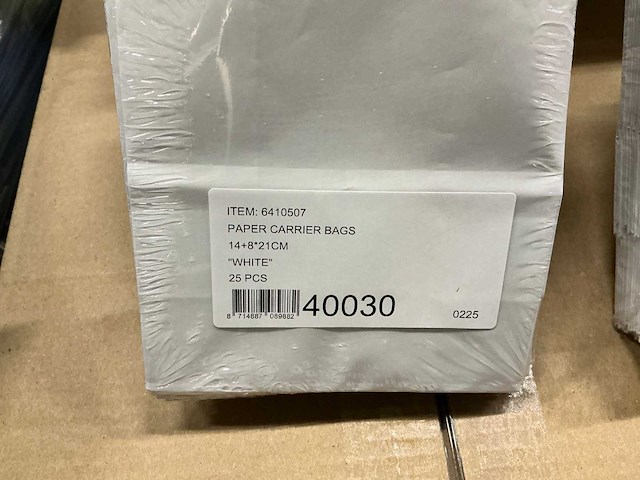 ITEM: 6410507
PAPER CARRIER BAGS
14+8*21CM
"WHITE"
25 PCS
40030
8 714687 089882
0225